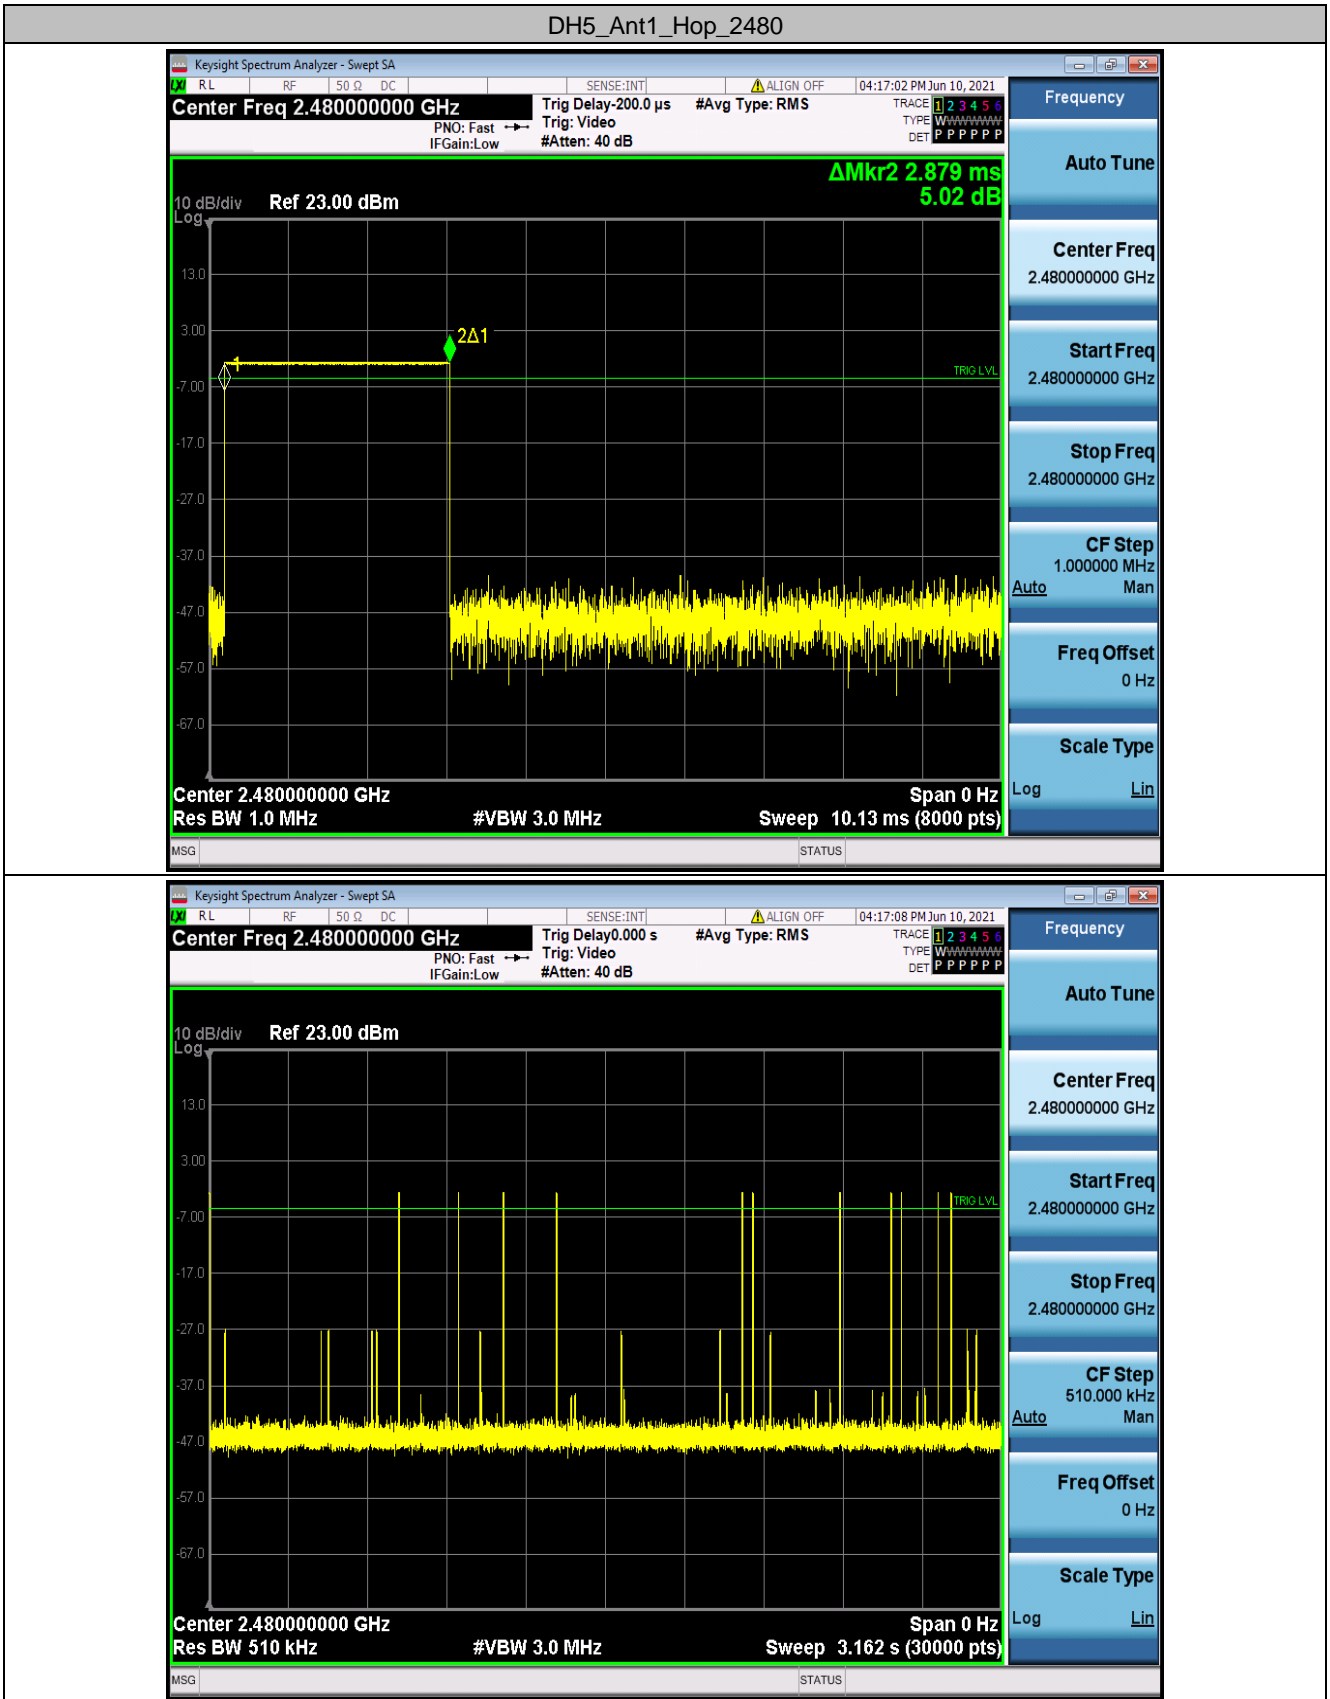 DH5_Ant1_Hop_2480
Keysight Spectrum Analyzer - Swept SA
LXI RL RF 50 Ω DC SENSE:INT ALIGN OFF 04:17:02 PM Jun 10, 2021
Center Freq 2.480000000 GHz
PNO: Fast
IFGain:Low
Trig Delay-200.0 µs
Trig: Video
#Atten: 40 dB
#Avg Type: RMS
TRACE 1 2 3 4 5 6
TYPE WWWWWW
DET P P P P P P
ΔMkr2 2.879 ms
5.02 dB
10 dB/div Ref 23.00 dBm
Log
13.0
3.00
-7.00
-17.0
-27.0
-37.0
-47.0
-57.0
-67.0
1
2Δ1
TRIG LVL
Center 2.480000000 GHz Span 0 Hz
Res BW 1.0 MHz #VBW 3.0 MHz Sweep 10.13 ms (8000 pts)
MSG STATUS
Frequency
Auto Tune
Center Freq
2.480000000 GHz
Start Freq
2.480000000 GHz
Stop Freq
2.480000000 GHz
CF Step
1.000000 MHz
Auto Man
Freq Offset
0 Hz
Scale Type
Log Lin
Keysight Spectrum Analyzer - Swept SA
LXI RL RF 50 Ω DC SENSE:INT ALIGN OFF 04:17:08 PM Jun 10, 2021
Center Freq 2.480000000 GHz
PNO: Fast
IFGain:Low
Trig Delay0.000 s
Trig: Video
#Atten: 40 dB
#Avg Type: RMS
TRACE 1 2 3 4 5 6
TYPE WWWWWW
DET P P P P P P
10 dB/div Ref 23.00 dBm
Log
13.0
3.00
-7.00
-17.0
-27.0
-37.0
-47.0
-57.0
-67.0
TRIG LVL
Center 2.480000000 GHz Span 0 Hz
Res BW 510 kHz #VBW 3.0 MHz Sweep 3.162 s (30000 pts)
MSG STATUS
Frequency
Auto Tune
Center Freq
2.480000000 GHz
Start Freq
2.480000000 GHz
Stop Freq
2.480000000 GHz
CF Step
510.000 kHz
Auto Man
Freq Offset
0 Hz
Scale Type
Log Lin